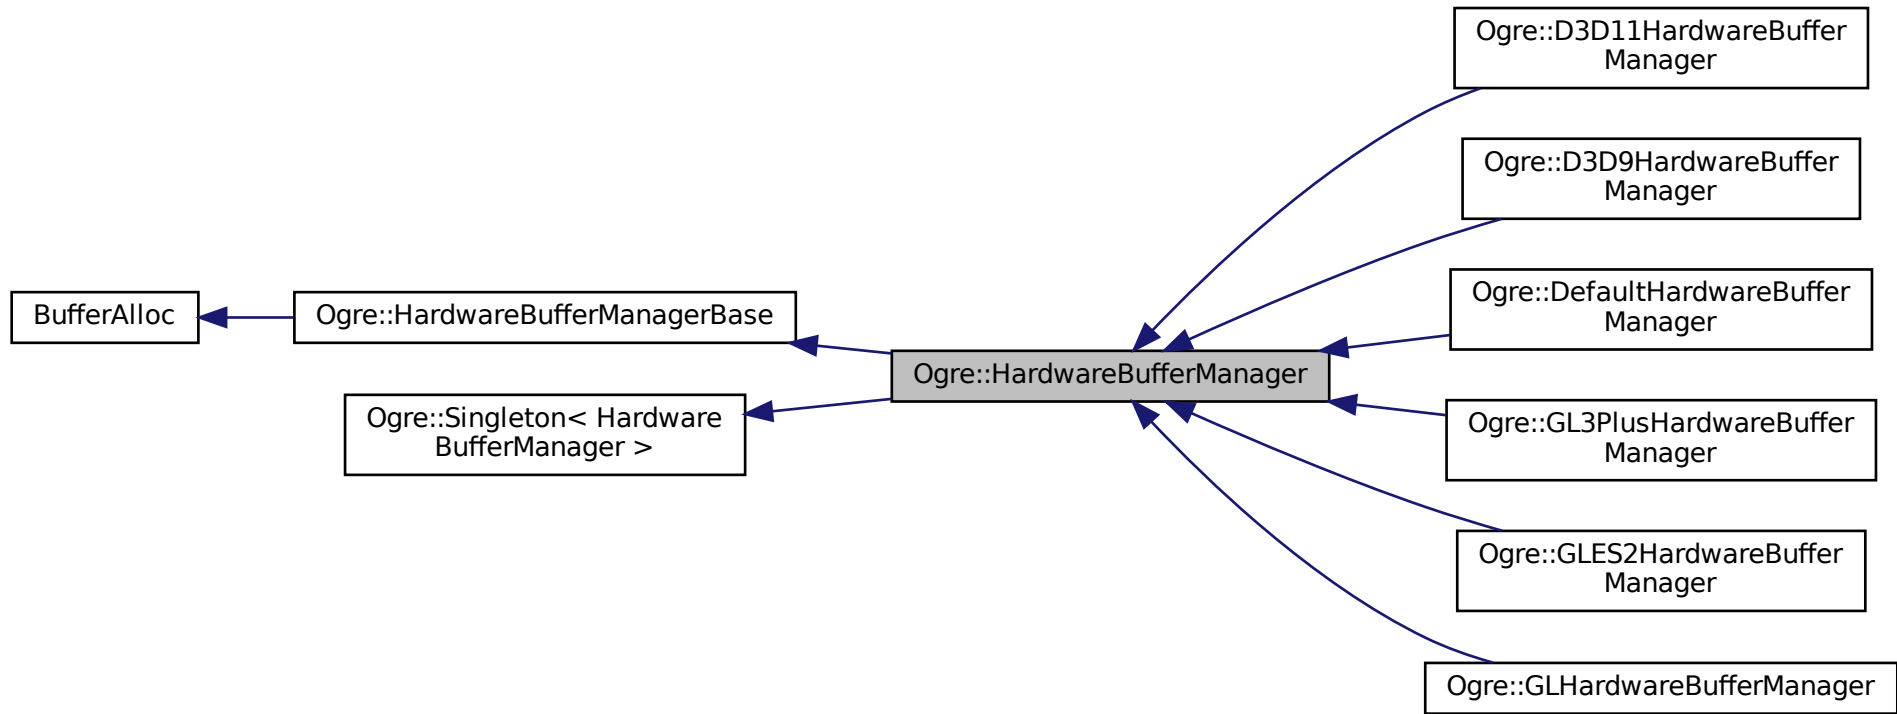 BufferAlloc
Ogre::HardwareBufferManagerBase
Ogre::Singleton< Hardware
BufferManager >
Ogre::HardwareBufferManager
Ogre::D3D11HardwareBuffer
Manager
Ogre::D3D9HardwareBuffer
Manager
Ogre::DefaultHardwareBuffer
Manager
Ogre::GL3PlusHardwareBuffer
Manager
Ogre::GLES2HardwareBuffer
Manager
Ogre::GLHardwareBufferManager